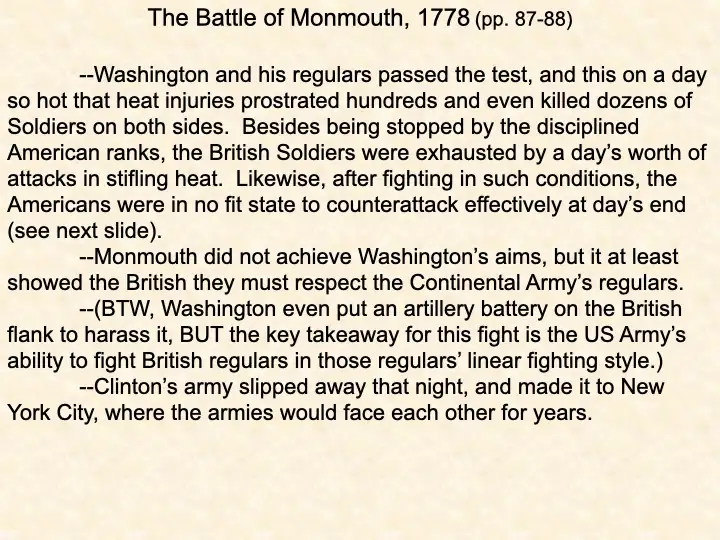 The Battle of Monmouth, 1778 (pp. 87-88)
--Washington and his regulars passed the test, and this on a day
so hot that heat injuries prostrated hundreds and even killed dozens of
Soldiers on both sides.  Besides being stopped by the disciplined
American ranks, the British Soldiers were exhausted by a day’s worth of
attacks in stifling heat.  Likewise, after fighting in such conditions, the
Americans were in no fit state to counterattack effectively at day’s end
(see next slide).
--Monmouth did not achieve Washington’s aims, but it at least
showed the British they must respect the Continental Army’s regulars.
--(BTW, Washington even put an artillery battery on the British
flank to harass it, BUT the key takeaway for this fight is the US Army’s
ability to fight British regulars in those regulars’ linear fighting style.)
--Clinton’s army slipped away that night, and made it to New
York City, where the armies would face each other for years.